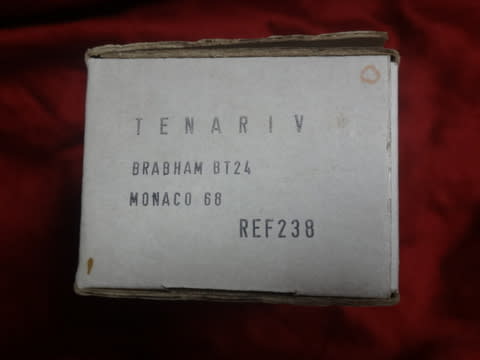 TENARIV
BRABHAM BT24
MONACO 68
REF238